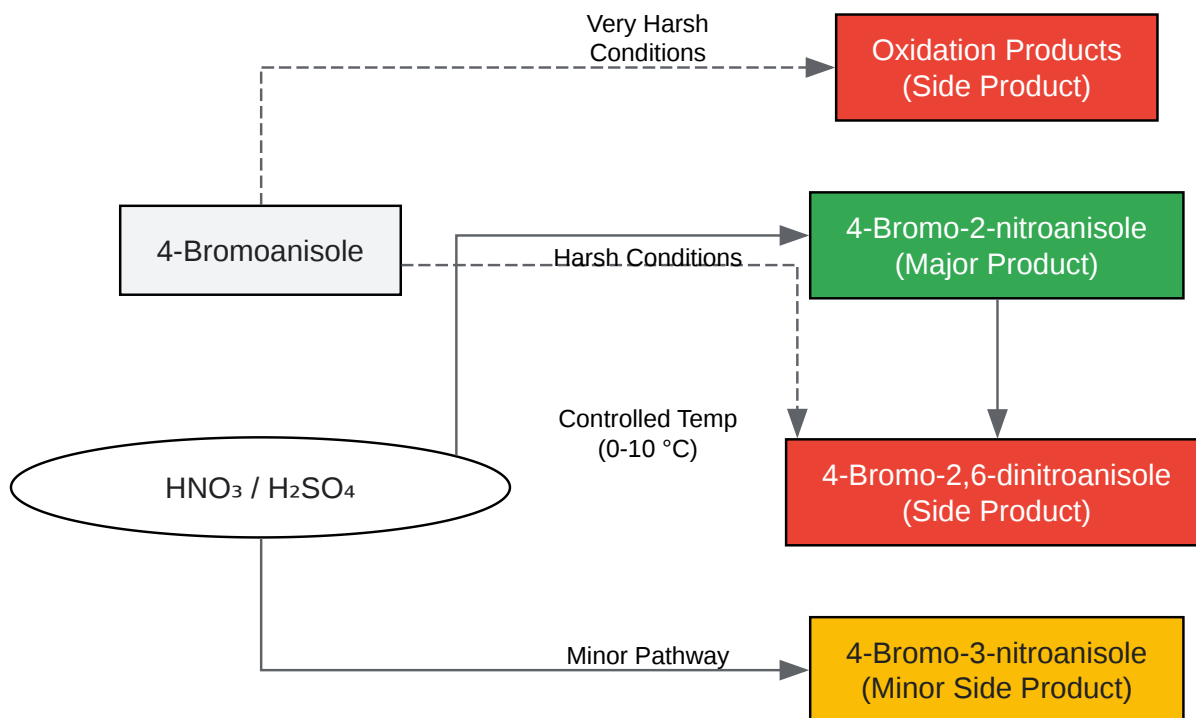 Very Harsh
Conditions
Oxidation Products
(Side Product)
4-Bromoanisole
4-Bromo-2-nitroanisole
(Major Product)
Harsh Conditions
Controlled Temp
(0-10 °C)
HNO₃ / H₂SO₄
4-Bromo-2,6-dinitroanisole
(Side Product)
Minor Pathway
4-Bromo-3-nitroanisole
(Minor Side Product)